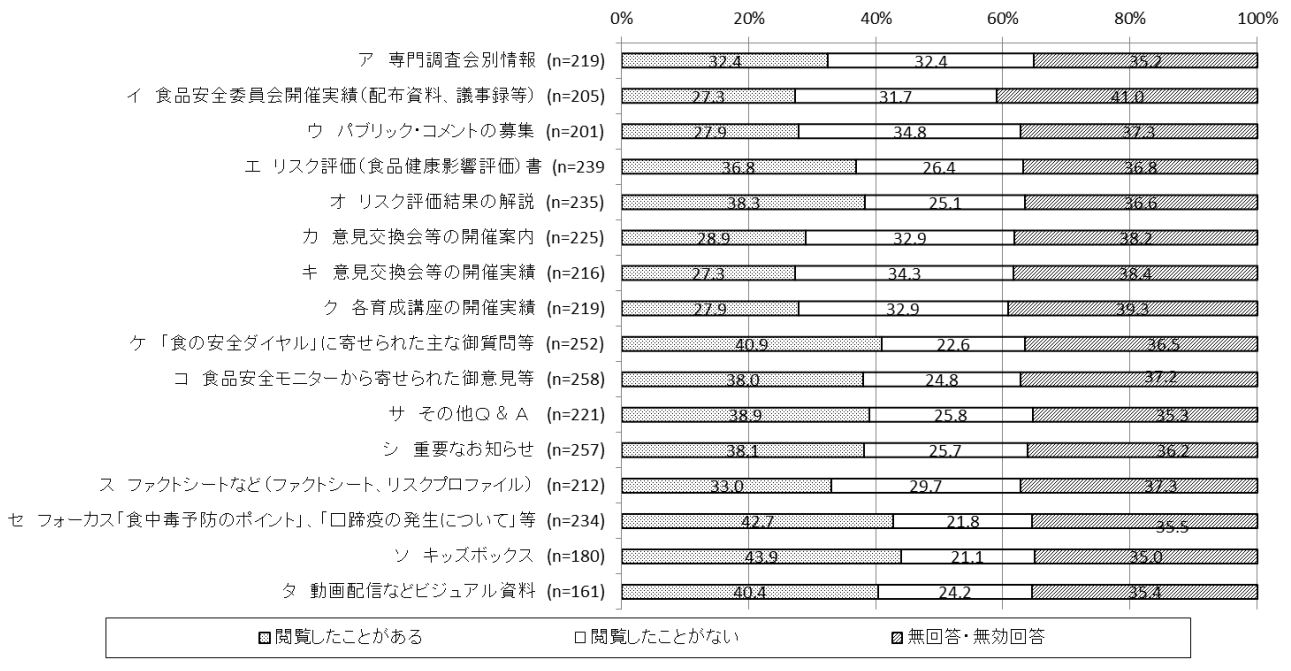 0% 20% 40% 60% 80% 100%
ア 専門調査会別情報 (n=219) 32.4 32.4 35.2
イ 食品安全委員会開催実績(配布資料、議事録等) (n=205) 27.3 31.7 41.0
ウ パブリック・コメントの募集 (n=201) 27.9 34.8 37.3
エ リスク評価(食品健康影響評価)書 (n=239 36.8 26.4 36.8
オ リスク評価結果の解説 (n=235) 38.3 25.1 36.6
カ 意見交換会等の開催案内 (n=225) 28.9 32.9 38.2
キ 意見交換会等の開催実績 (n=216) 27.3 34.3 38.4
ク 各育成講座の開催実績 (n=219) 27.9 32.9 39.3
ケ 「食の安全ダイヤル」に寄せられた主な御質問等 (n=252) 40.9 22.6 36.5
コ 食品安全モニターから寄せられた御意見等 (n=258) 38.0 24.8 37.2
サ その他Q&A (n=221) 38.9 25.8 35.3
シ 重要なお知らせ (n=257) 38.1 25.7 36.2
ス ファクトシートなど(ファクトシート、リスクプロファイル) (n=212) 33.0 29.7 37.3
セ フォーカス「食中毒予防のポイント」、「口蹄疫の発生について」等 (n=234) 42.7 21.8 35.5
ソ キッズボックス (n=180) 43.9 21.1 35.0
タ 動画配信などビジュアル資料 (n=161) 40.4 24.2 35.4
閲覧したことがある 閲覧したことがない 無回答・無効回答